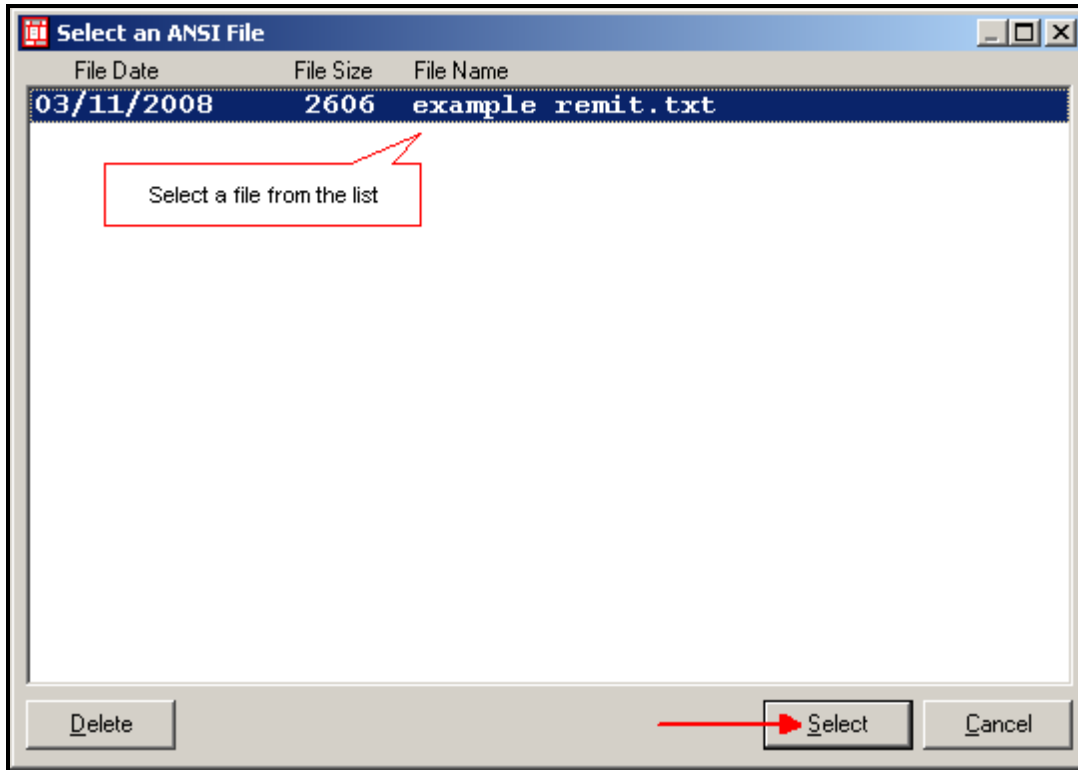 Select an ANSI File
File Date File Size File Name
03/11/2008 2606 example remit.txt
Select a file from the list
Delete Select Cancel